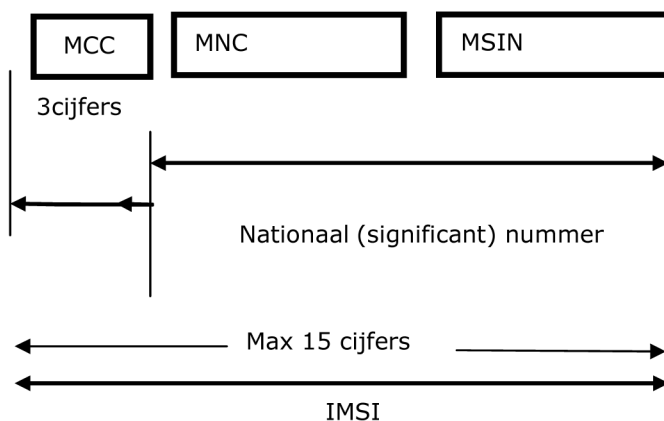 MCC MNC MSIN
3cijfers
Nationaal (significant) nummer
Max 15 cijfers
IMSI